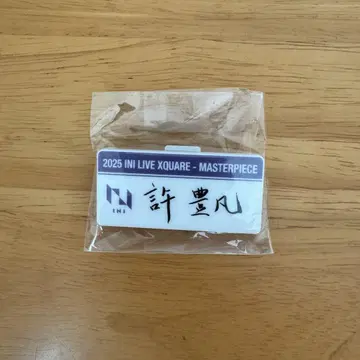 2025 INI LIVE XQUARE - MASTERPIECE
INI
許 豊凡